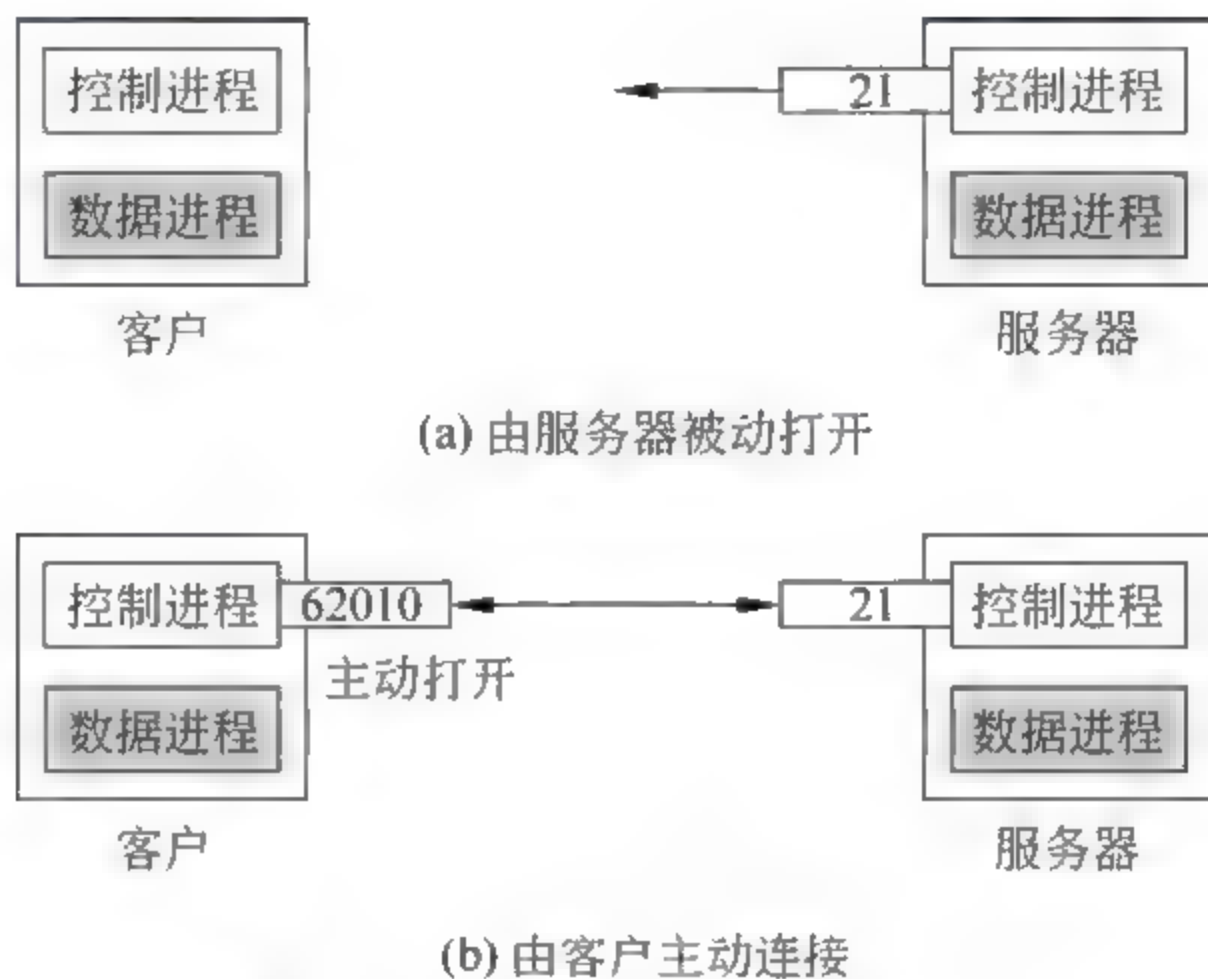 控制进程 21 控制进程
数据进程 数据进程
客户 服务器
(a) 由服务器被动打开
控制进程 62010 21 控制进程
主动打开
数据进程 数据进程
客户 服务器
(b) 由客户主动连接